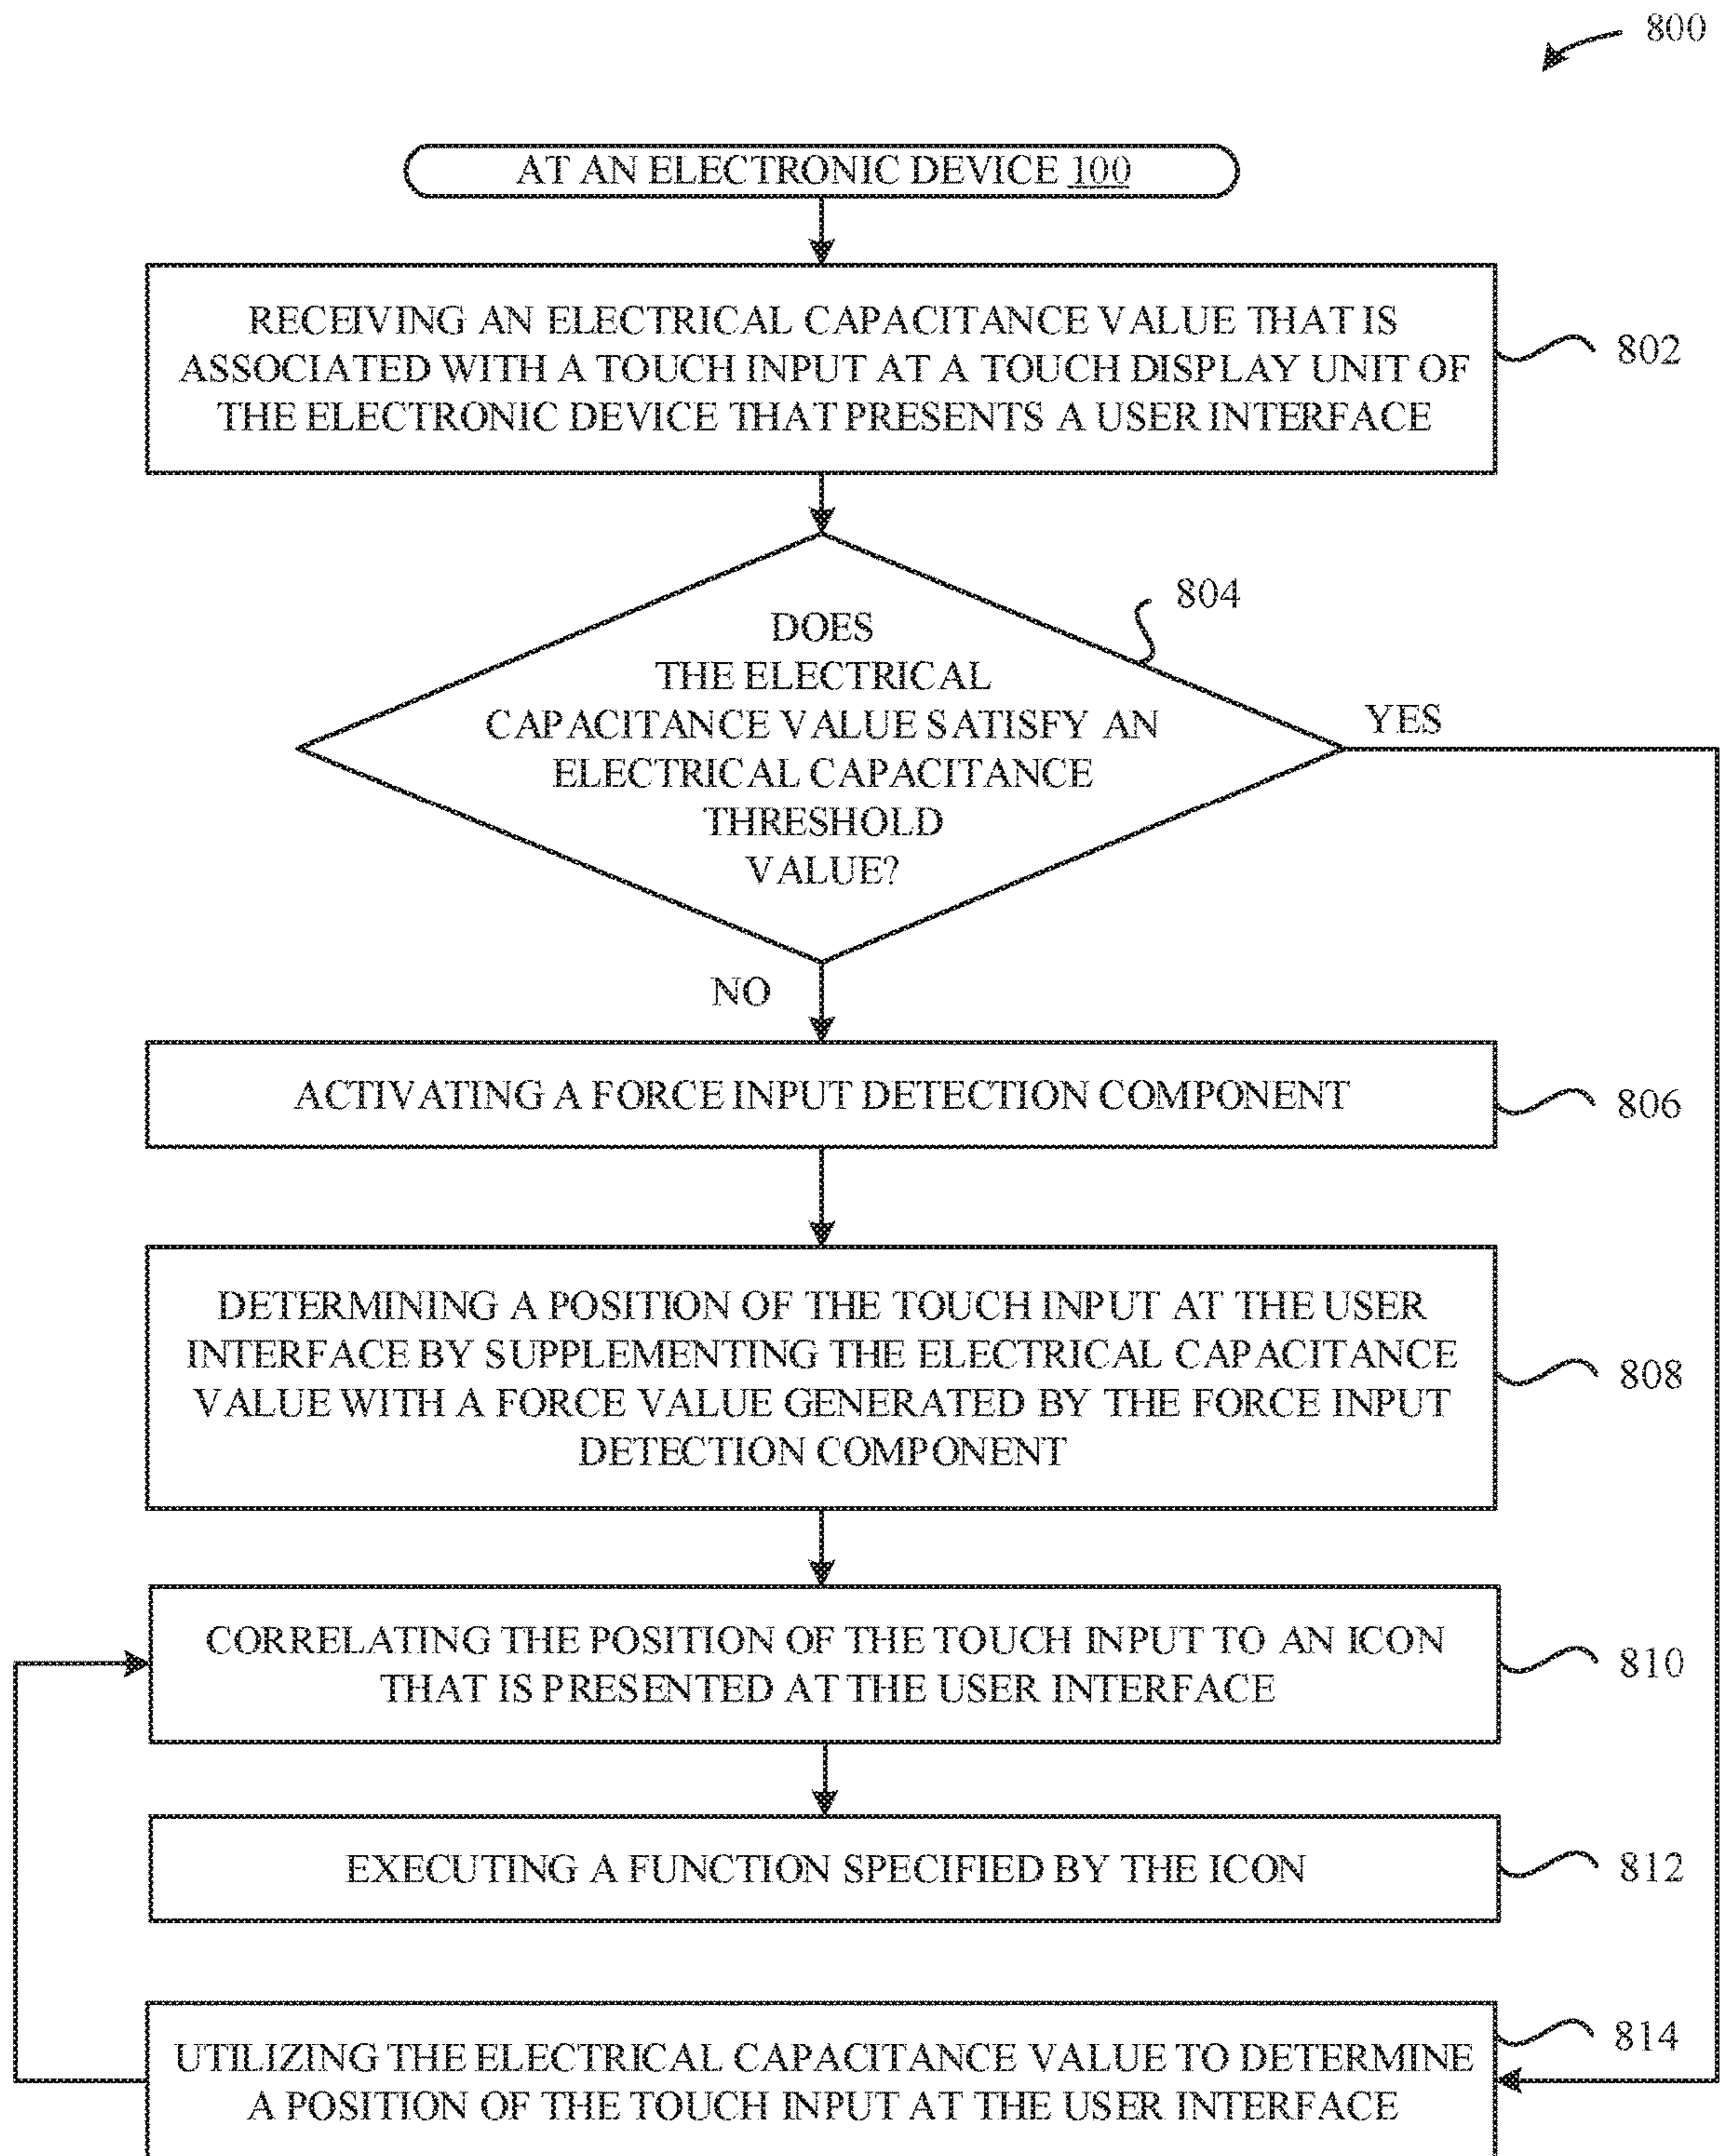 800
AT AN ELECTRONIC DEVICE 100
RECEIVING AN ELECTRICAL CAPACITANCE VALUE THAT IS
ASSOCIATED WITH A TOUCH INPUT AT A TOUCH DISPLAY UNIT OF
THE ELECTRONIC DEVICE THAT PRESENTS A USER INTERFACE
802
804
DOES
THE ELECTRICAL
CAPACITANCE VALUE SATISFY AN
ELECTRICAL CAPACITANCE
THRESHOLD
VALUE?
YES
NO
ACTIVATING A FORCE INPUT DETECTION COMPONENT
806
DETERMINING A POSITION OF THE TOUCH INPUT AT THE USER
INTERFACE BY SUPPLEMENTING THE ELECTRICAL CAPACITANCE
VALUE WITH A FORCE VALUE GENERATED BY THE FORCE INPUT
DETECTION COMPONENT
808
CORRELATING THE POSITION OF THE TOUCH INPUT TO AN ICON
THAT IS PRESENTED AT THE USER INTERFACE
810
EXECUTING A FUNCTION SPECIFIED BY THE ICON
812
UTILIZING THE ELECTRICAL CAPACITANCE VALUE TO DETERMINE
A POSITION OF THE TOUCH INPUT AT THE USER INTERFACE
814